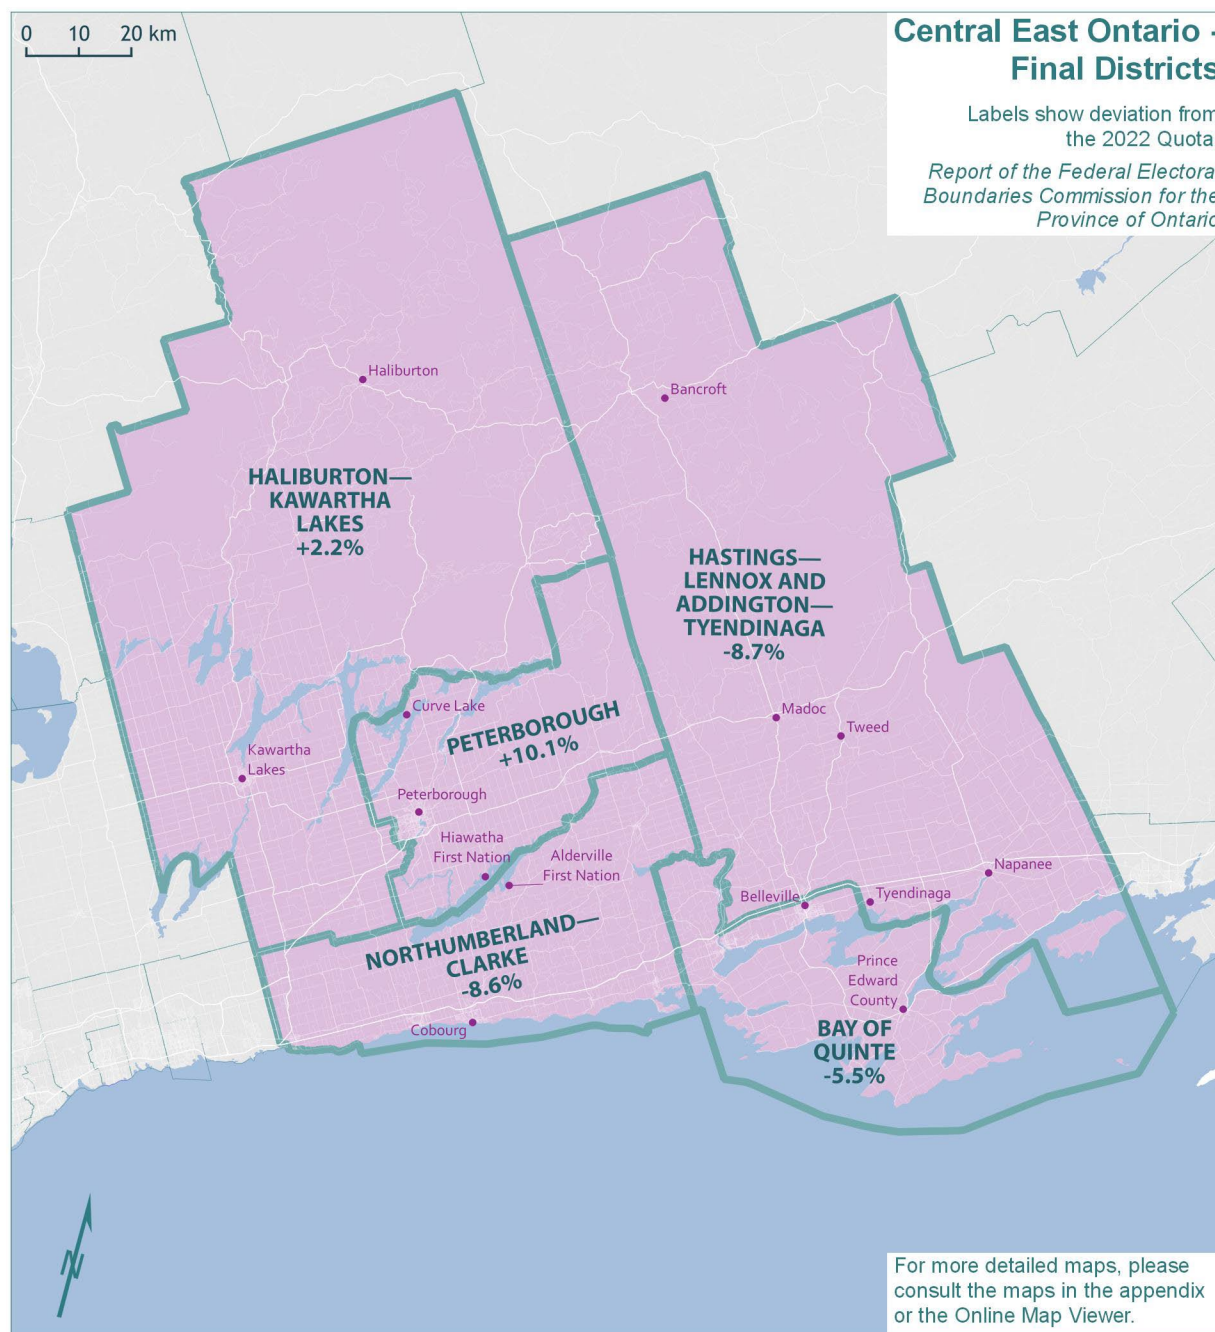 0 10 20 km
Central East Ontario -
Final Districts
Labels show deviation from
the 2022 Quota
Report of the Federal Electora
Boundaries Commission for the
Province of Ontario
Haliburton
Bancroft
HALIBURTON—
KAWARTHA
LAKES
+2.2%
HASTINGS—
LENNOX AND
ADDINGTON—
TYENDINAGA
-8.7%
Curve Lake
PETERBOROUGH
+10.1%
Madoc
Tweed
Kawartha
Lakes
Peterborough
Hiawatha
First Nation
Alderville
First Nation
Napanee
Belleville
Tyendinaga
NORTHUMBERLAND—
CLARKE
-8.6%
Prince
Edward
County
Cobourg
BAY OF
QUINTE
-5.5%
N
For more detailed maps, please
consult the maps in the appendix
or the Online Map Viewer.